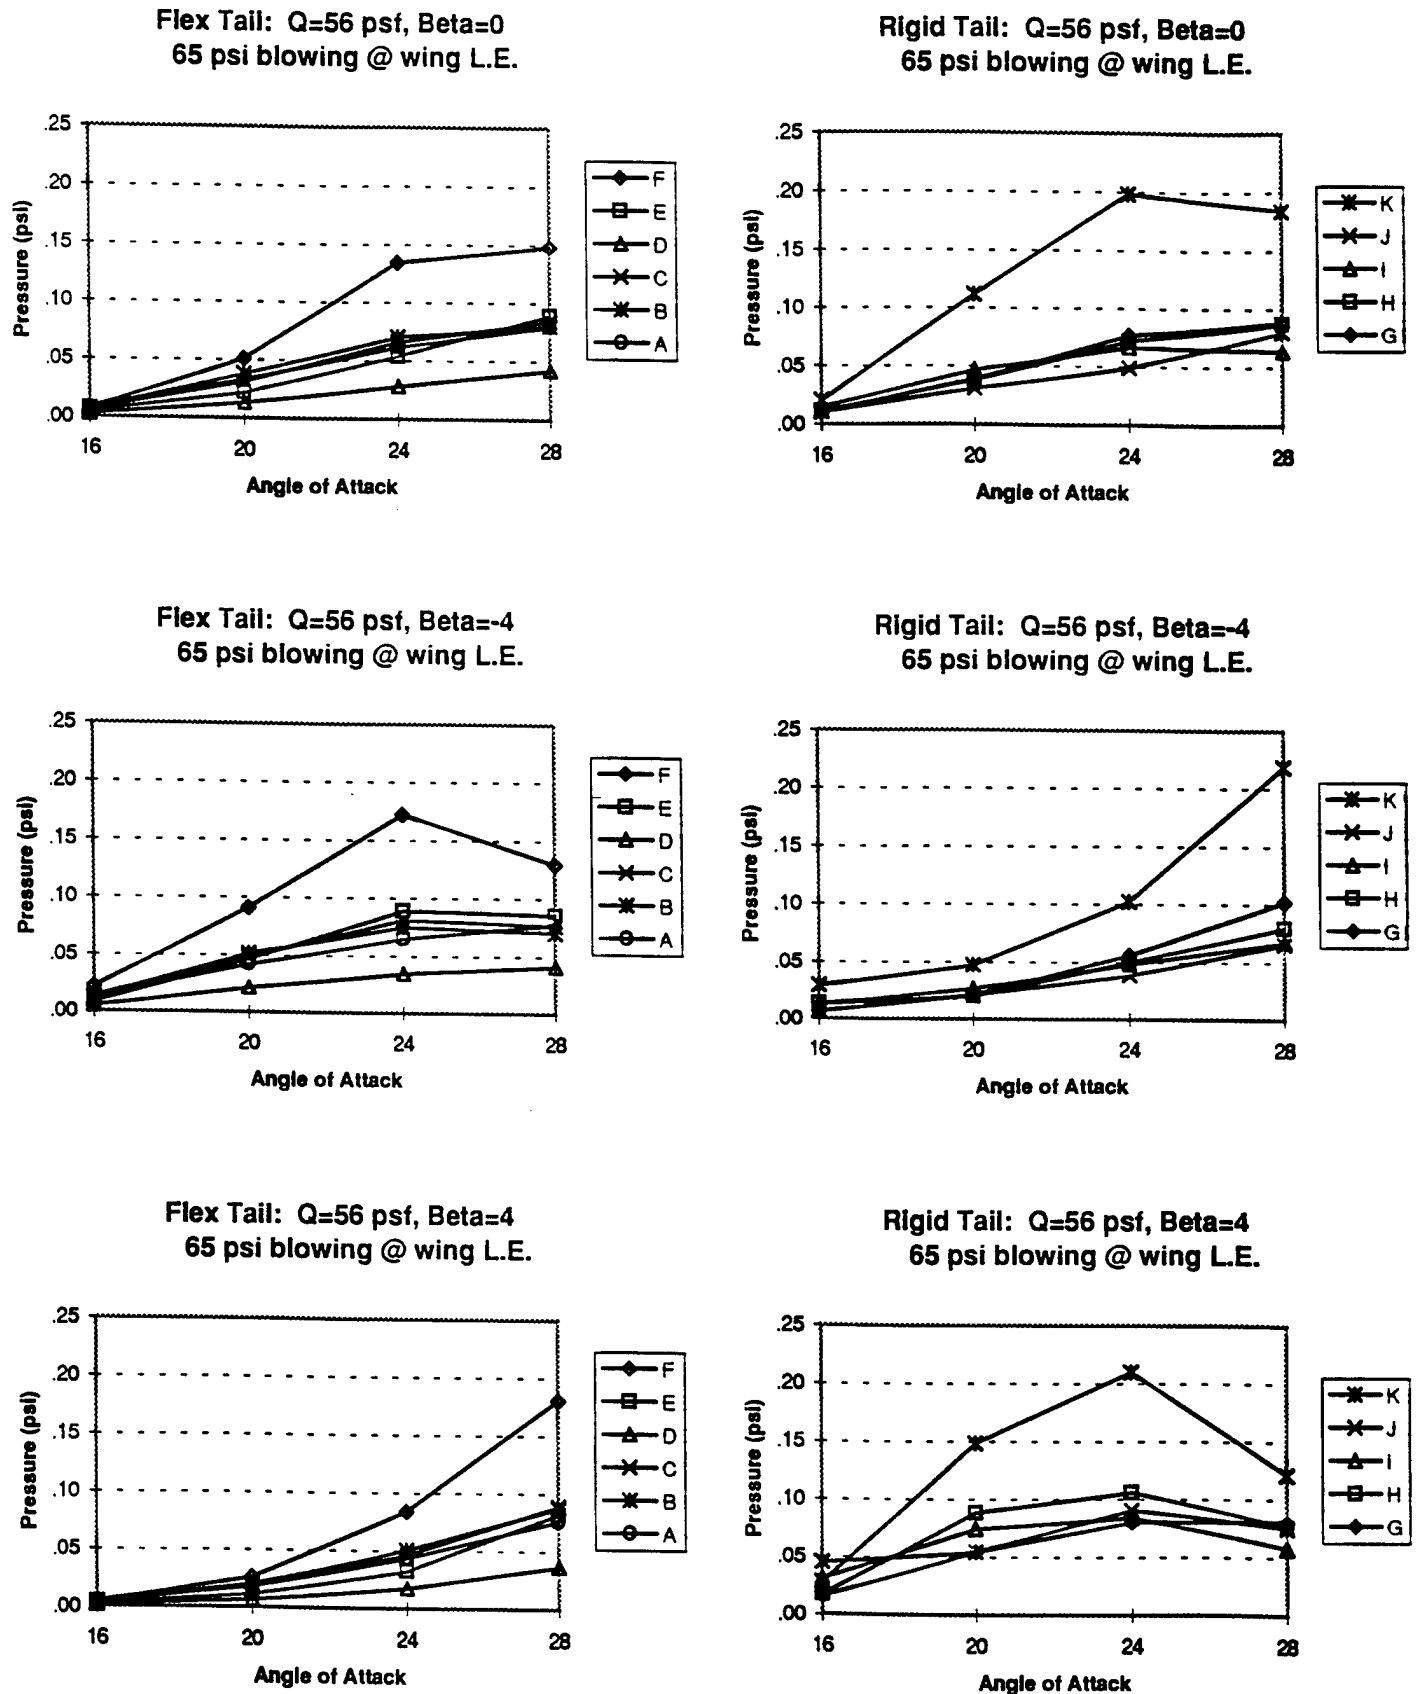 Flex Tail: Q=56 psf, Beta=0
65 psi blowing @ wing L.E.
.25
.20
.15
.10
.05
.00
Pressure (psi)
16 20 24 28
Angle of Attack
F
E
D
C
B
A
Rigid Tail: Q=56 psf, Beta=0
65 psi blowing @ wing L.E.
.25
.20
.15
.10
.05
.00
Pressure (psi)
16 20 24 28
Angle of Attack
K
J
I
H
G
Flex Tail: Q=56 psf, Beta=-4
65 psi blowing @ wing L.E.
.25
.20
.15
.10
.05
.00
Pressure (psi)
16 20 24 28
Angle of Attack
F
E
D
C
B
A
Rigid Tail: Q=56 psf, Beta=-4
65 psi blowing @ wing L.E.
.25
.20
.15
.10
.05
.00
Pressure (psi)
16 20 24 28
Angle of Attack
K
J
I
H
G
Flex Tail: Q=56 psf, Beta=4
65 psi blowing @ wing L.E.
.25
.20
.15
.10
.05
.00
Pressure (psi)
16 20 24 28
Angle of Attack
F
E
D
C
B
A
Rigid Tail: Q=56 psf, Beta=4
65 psi blowing @ wing L.E.
.25
.20
.15
.10
.05
.00
Pressure (psi)
16 20 24 28
Angle of Attack
K
J
I
H
G